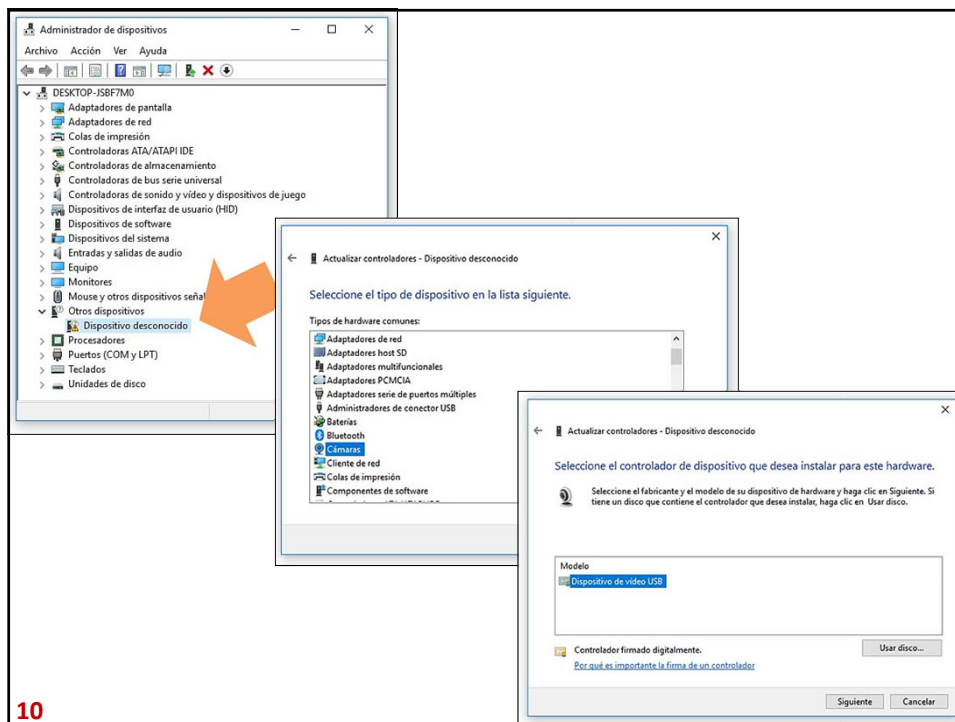 Administrador de dispositivos
Archivo Acción Ver Ayuda
DESKTOP-JSBF7M0
Adaptadores de pantalla
Adaptadores de red
Colas de impresión
Controladoras ATA/ATAPI IDE
Controladoras de almacenamiento
Controladoras de bus serie universal
Controladoras de sonido y vídeo y dispositivos de juego
Dispositivos de interfaz de usuario (HID)
Dispositivos de software
Dispositivos del sistema
Entradas y salidas de audio
Equipo
Monitores
Mouse y otros dispositivos seña
Otros dispositivos
Dispositivo desconocido
Procesadores
Puertos (COM y LPT)
Teclados
Unidades de disco
Actualizar controladores - Dispositivo desconocido
Seleccione el tipo de dispositivo en la lista siguiente.
Tipos de hardware comunes:
Adaptadores de red
Adaptadores host SD
Adaptadores multifuncionales
Adaptadores PCMCIA
Adaptadores serie de puertos múltiples
Administradores de conector USB
Baterías
Bluetooth
Cámaras
Cliente de red
Colas de impresión
Componentes de software
Actualizar controladores - Dispositivo desconocido
Seleccione el controlador de dispositivo que desea instalar para este hardware.
Seleccione el fabricante y el modelo de su dispositivo de hardware y haga clic en Siguiente. Si
tiene un disco que contiene el controlador que desea instalar, haga clic en Usar disco.
Modelo
Dispositivo de vídeo USB
Controlador firmado digitalmente.
Usar disco...
Por qué es importante la firma de un controlador
Siguiente Cancelar
10